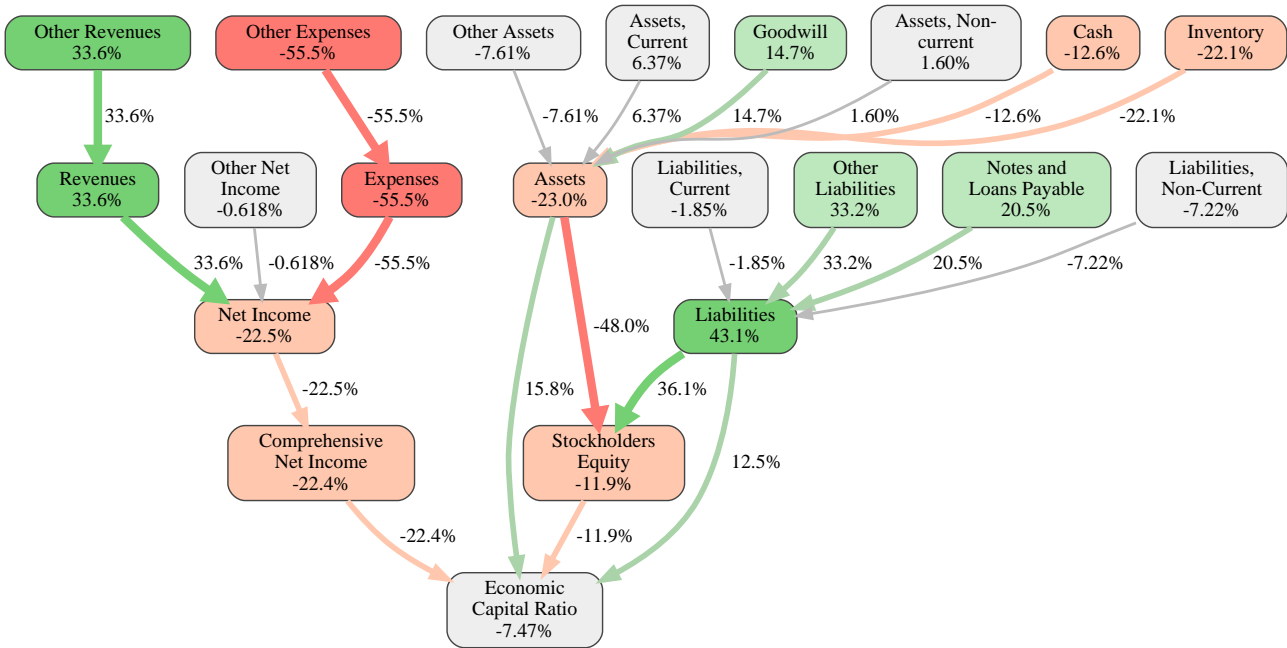 Other Revenues
33.6%
Other Expenses
-55.5%
Other Assets
-7.61%
Assets,
Current
6.37%
Goodwill
14.7%
Assets, Non-
current
1.60%
Cash
-12.6%
Inventory
-22.1%
33.6%
-55.5%
-7.61%
6.37%
14.7%
1.60%
-12.6%
-22.1%
Revenues
33.6%
Other Net
Income
-0.618%
Expenses
-55.5%
Assets
-23.0%
Liabilities,
Current
-1.85%
Other
Liabilities
33.2%
Notes and
Loans Payable
20.5%
Liabilities,
Non-Current
-7.22%
33.6%
-0.618%
-55.5%
-1.85%
33.2%
20.5%
-7.22%
Net Income
-22.5%
-48.0%
Liabilities
43.1%
-22.5%
15.8%
36.1%
Comprehensive
Net Income
-22.4%
Stockholders
Equity
-11.9%
12.5%
-22.4%
-11.9%
Economic
Capital Ratio
-7.47%